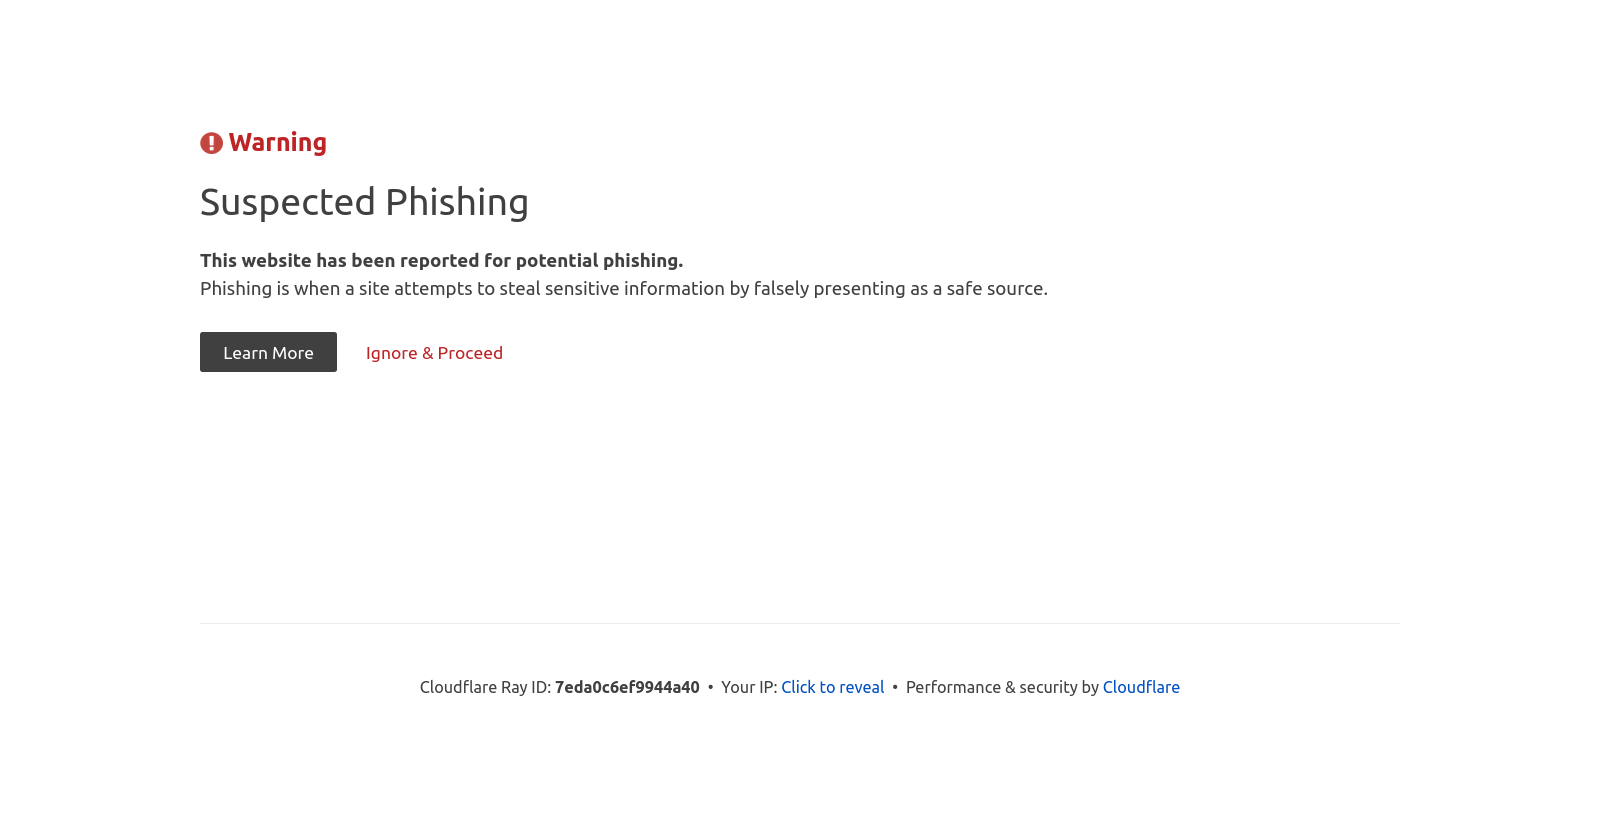 Warning
Suspected Phishing
This website has been reported for potential phishing.
Phishing is when a site attempts to steal sensitive information by falsely presenting as a safe source.
Learn More Ignore & Proceed
Cloudflare Ray ID: 7eda0c6ef9944a40 • Your IP: Click to reveal • Performance & security by Cloudflare